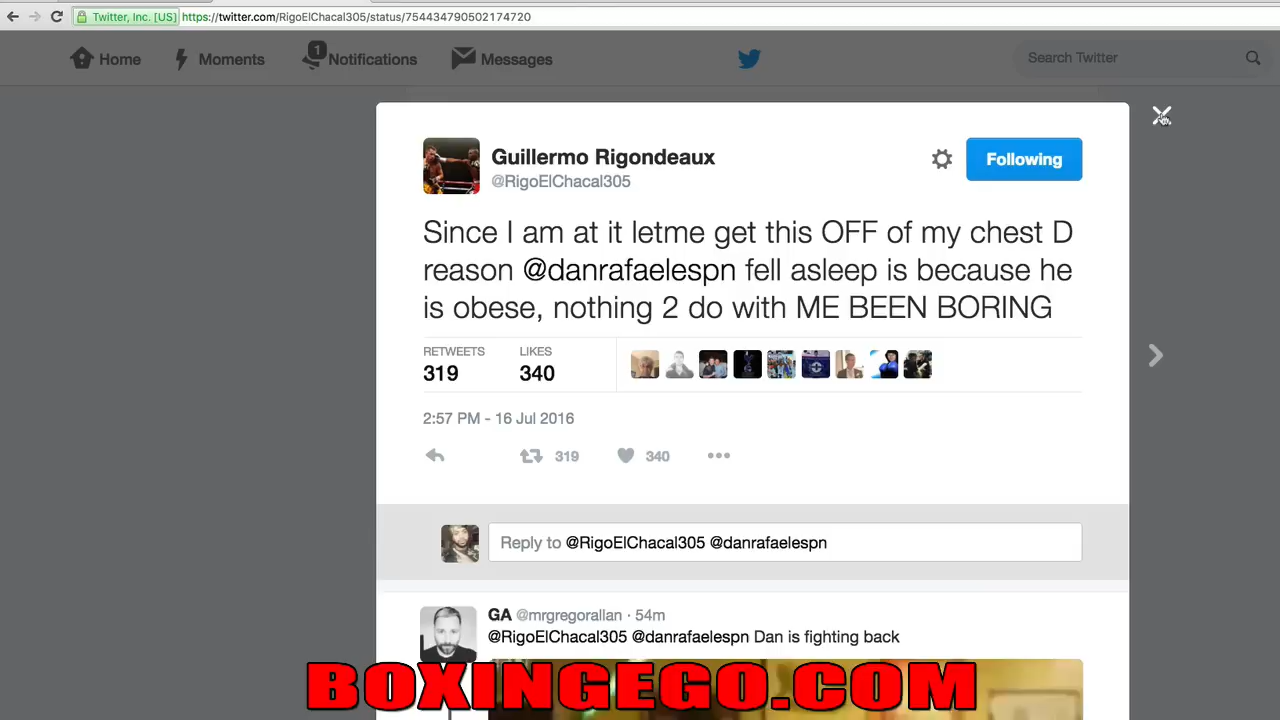 Twitter, Inc. [US] https://twitter.com/RigoElChacal305/status/754434790502174720
Home Moments 1 Notifications Messages Search Twitter
Guillermo Rigondeaux
@RigoElChacal305
Following
Since I am at it letme get this OFF of my chest D
reason @danrafaelespn fell asleep is because he
is obese, nothing 2 do with ME BEEN BORING
RETWEETS LIKES
319 340
2:57 PM - 16 Jul 2016
319 340
Reply to @RigoElChacal305 @danrafaelespn
GA @mrgregorallan · 54m
@RigoElChacal305 @danrafaelespn Dan is fighting back
BOXINGEGO.COM